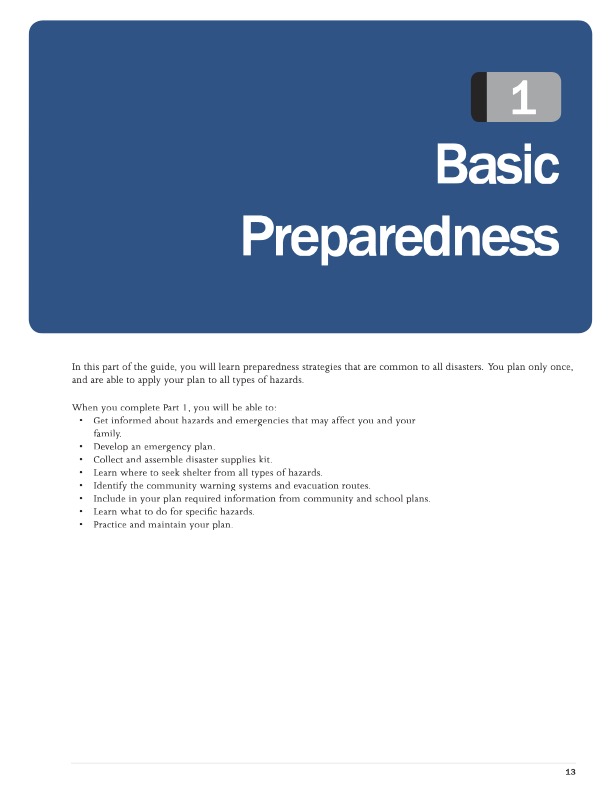 1
Basic
Preparedness
In this part of the guide, you will learn preparedness strategies that are common to all disasters. You plan only once,
and are able to apply your plan to all types of hazards.
When you complete Part 1, you will be able to:
• Get informed about hazards and emergencies that may affect you and your
family.
• Develop an emergency plan.
• Collect and assemble disaster supplies kit.
• Learn where to seek shelter from all types of hazards.
• Identify the community warning systems and evacuation routes.
• Include in your plan required information from community and school plans.
• Learn what to do for specific hazards.
• Practice and maintain your plan.
13